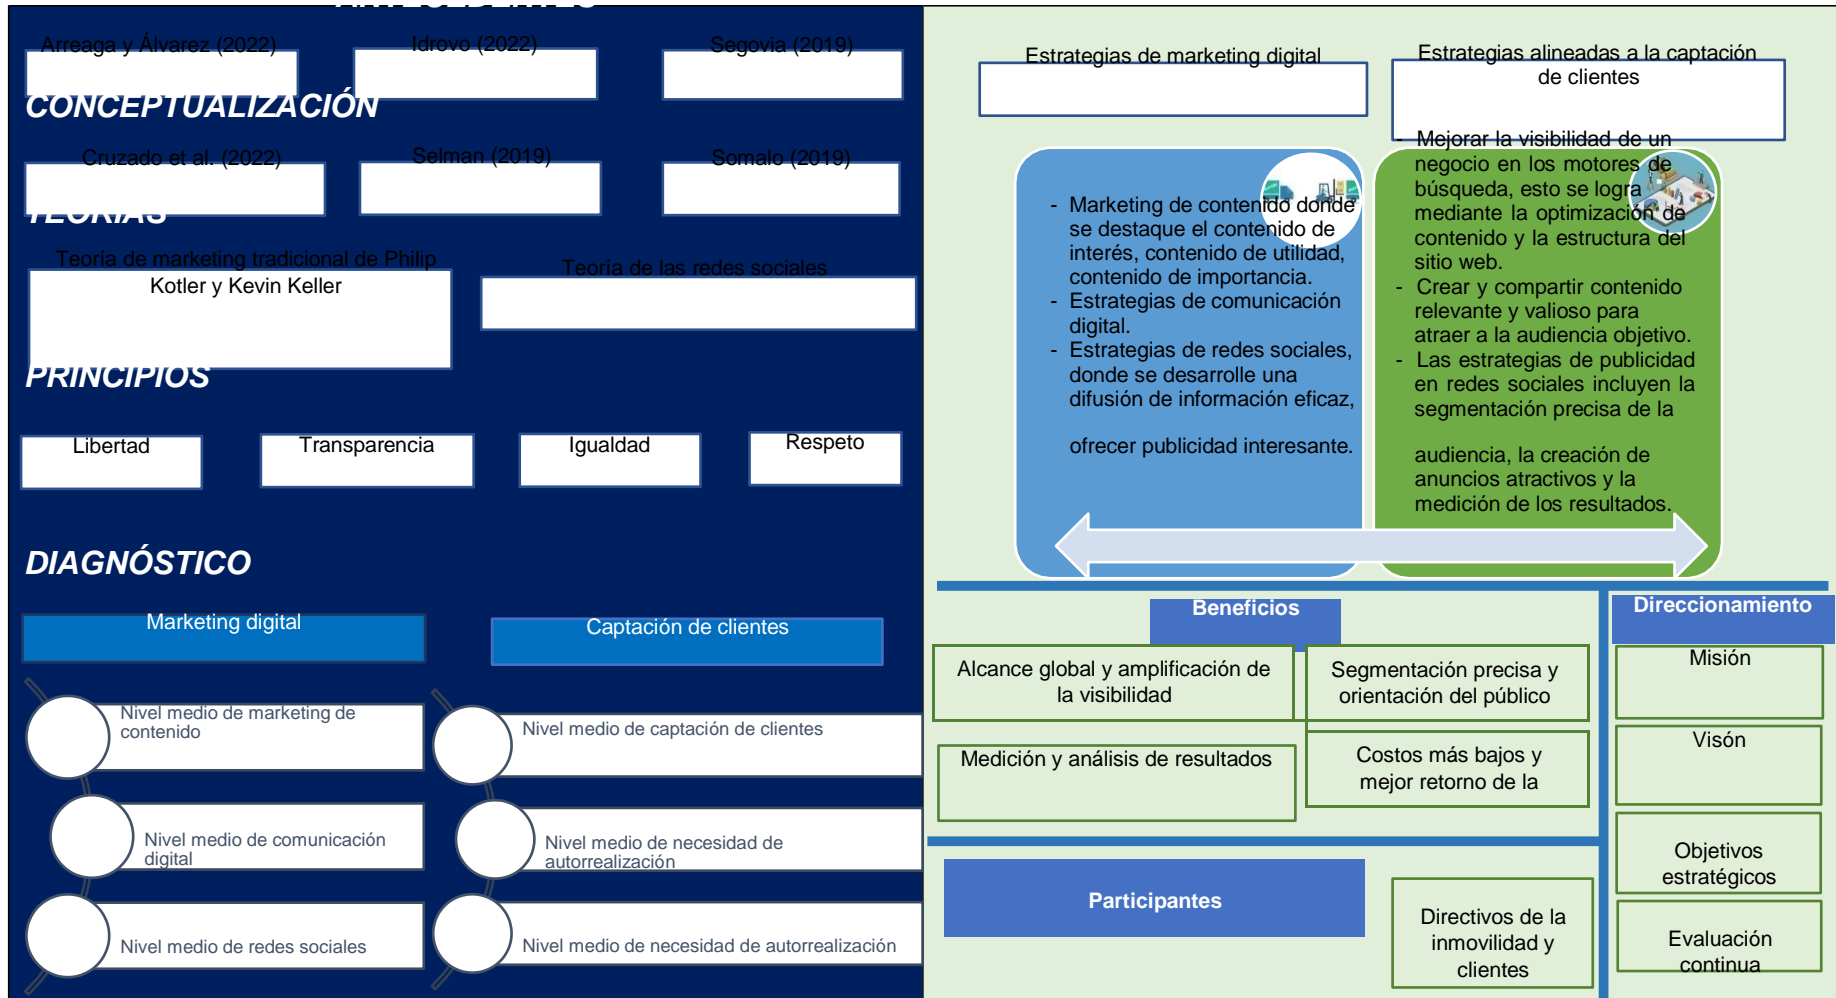 Arreaga y Álvarez (2022)
Idrovo (2022)
Segovia (2019)
CONCEPTUALIZACIÓN
Cruzado et al. (2022)
Selman (2019)
Somalo (2019)
TEORÍAS
Teoría de marketing tradicional de Philip
Kotler y Kevin Keller
Teoría de las redes sociales
PRINCIPIOS
Libertad
Transparencia
Igualdad
Respeto
DIAGNÓSTICO
Marketing digital
Captación de clientes
Nivel medio de marketing de
contenido
Nivel medio de comunicación
digital
Nivel medio de redes sociales
Nivel medio de captación de clientes
Nivel medio de necesidad de
autorrealización
Nivel medio de necesidad de autorrealización
Estrategias de marketing digital
- Marketing de contenido donde
se destaque el contenido de
interés, contenido de utilidad,
contenido de importancia.
- Estrategias de comunicación
digital.
- Estrategias de redes sociales,
donde se desarrolle una
difusión de información eficaz,
ofrecer publicidad interesante.
Estrategias alineadas a la captación
de clientes
- Mejorar la visibilidad de un
negocio en los motores de
búsqueda, esto se logra
mediante la optimización de
contenido y la estructura del
sitio web.
- Crear y compartir contenido
relevante y valioso para
atraer a la audiencia objetivo.
- Las estrategias de publicidad
en redes sociales incluyen la
segmentación precisa de la
audiencia, la creación de
anuncios atractivos y la
medición de los resultados.
Beneficios
Alcance global y amplificación de
la visibilidad
Segmentación precisa y
orientación del público
Medición y análisis de resultados
Costos más bajos y
mejor retorno de la
Participantes
Directivos de la
inmovilidad y
clientes
Direccionamiento
Misión
Visón
Objetivos
estratégicos
Evaluación
continua